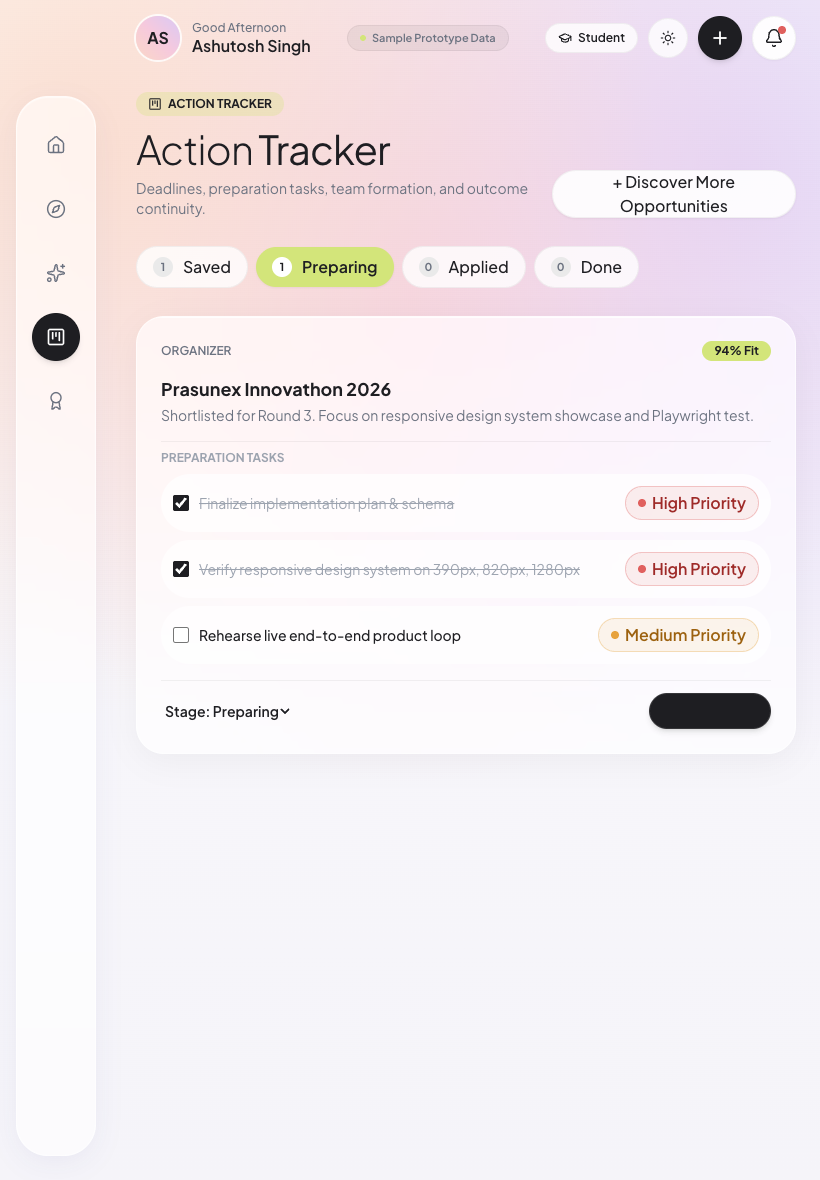 AS
Good Afternoon
Ashutosh Singh
Sample Prototype Data
Student
ACTION TRACKER
Action Tracker
Deadlines, preparation tasks, team formation, and outcome
continuity.
+ Discover More
Opportunities
1 Saved
1 Preparing
0 Applied
0 Done
ORGANIZER
94% Fit
Prasunex Innovathon 2026
Shortlisted for Round 3. Focus on responsive design system showcase and Playwright test.
PREPARATION TASKS
Finalize implementation plan & schema
High Priority
Verify responsive design system on 390px, 820px, 1280px
High Priority
Rehearse live end-to-end product loop
Medium Priority
Stage: Preparing